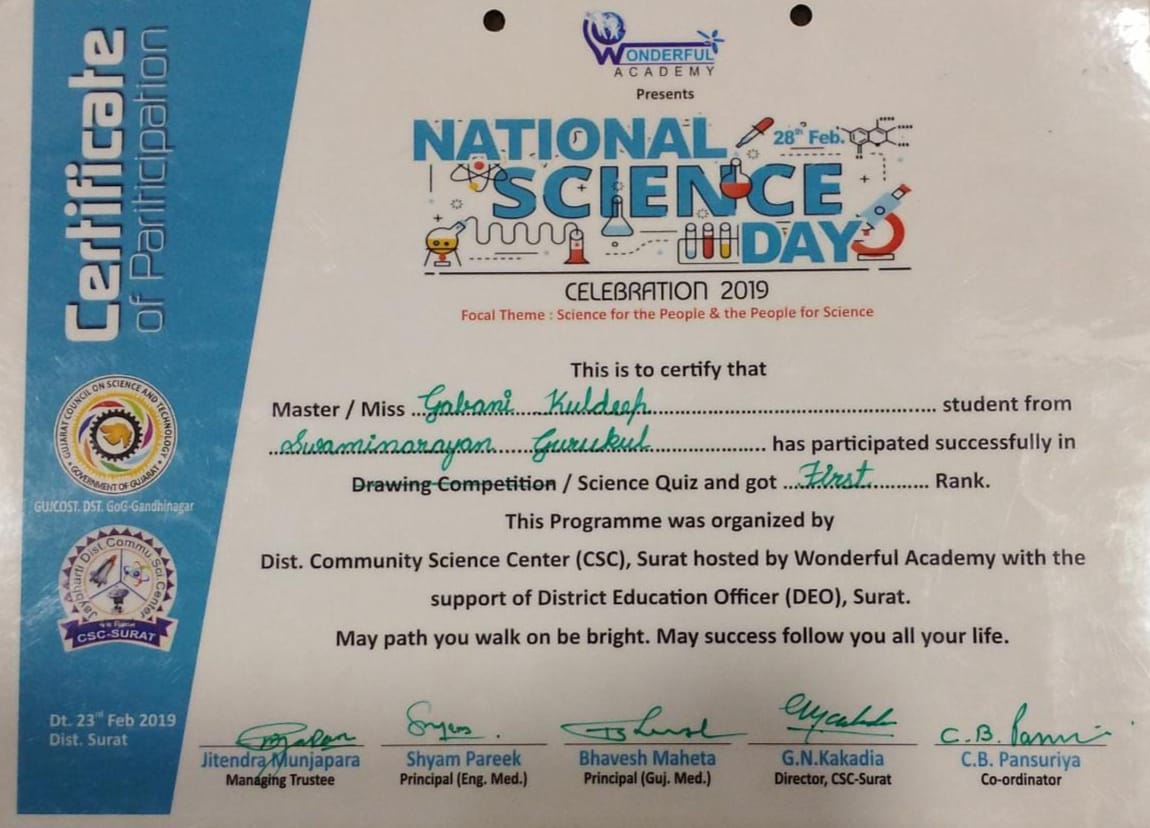 Certificate
of Pariticipation
WONDERFUL
ACADEMY
Presents
NATIONAL
28th Feb.
SCIENCE
DAY
CELEBRATION 2019
Focal Theme : Science for the People & the People for Science
This is to certify that
Master / Miss ...Gabani Kuldeep... student from
...Swaminarayan Gurukul... has participated successfully in
Drawing Competition / Science Quiz and got ...First... Rank.
This Programme was organized by
Dist. Community Science Center (CSC), Surat hosted by Wonderful Academy with the
support of District Education Officer (DEO), Surat.
May path you walk on be bright. May success follow you all your life.
GUJARAT COUNCIL ON SCIENCE AND TECHNOLOGY
GOVERNMENT OF GUJARAT
GUJCOST. DST. GoG-Gandhinagar
Jaybharti Dist. Commu Sci. Center
CSC-SURAT
Dt. 23rd Feb 2019
Dist. Surat
C.B.
Jitendra Munjapara
Managing Trustee
Shyam Pareek
Principal (Eng. Med.)
Bhavesh Maheta
Principal (Guj. Med.)
G.N.Kakadia
Director, CSC-Surat
C.B. Pansuriya
Co-ordinator